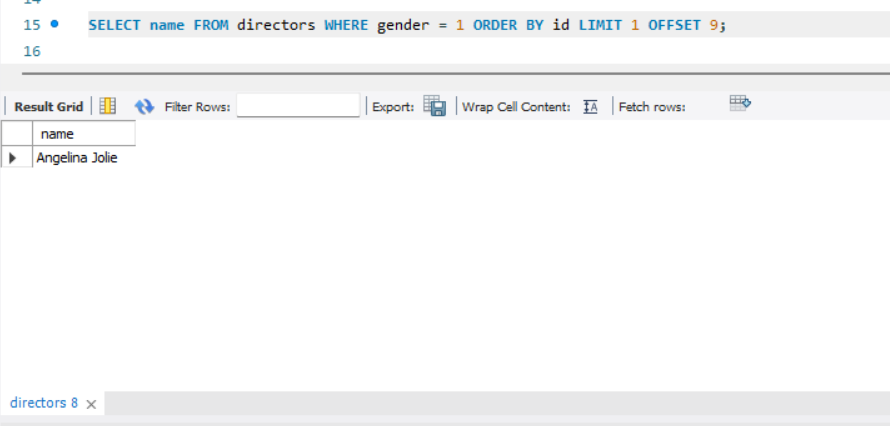 15 SELECT name FROM directors WHERE gender = 1 ORDER BY id LIMIT 1 OFFSET 9;
16
Result Grid Filter Rows: Export: Wrap Cell Content: IA Fetch rows:
name
Angelina Jolie
directors 8 ×